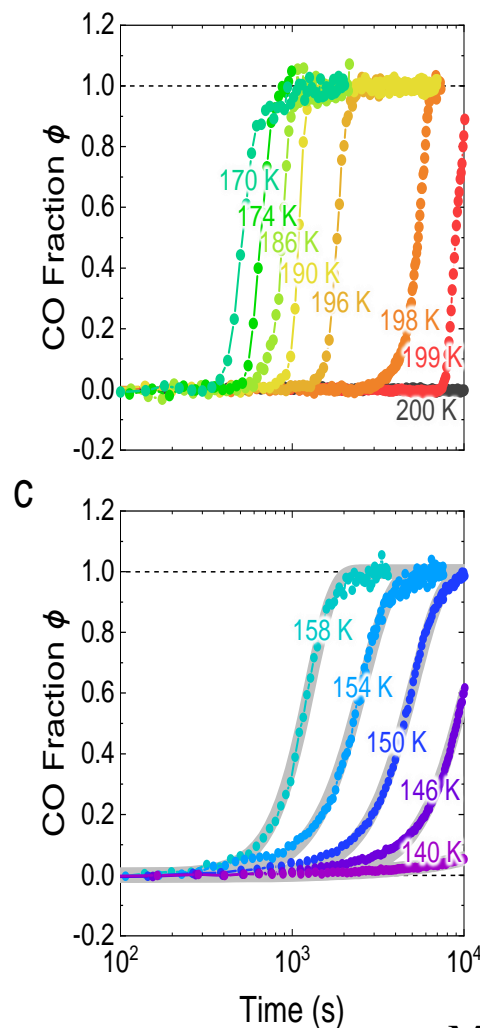 1.2
1.0
0.8
0.6
0.4
0.2
0.0
-0.2
CO Fraction ϕ
170 K
174 K
186 K
190 K
196 K
198 K
199 K
200 K
c
1.2
1.0
0.8
0.6
0.4
0.2
0.0
-0.2
CO Fraction ϕ
158 K
154 K
150 K
146 K
140 K
10²
10³
10⁴
Time (s)